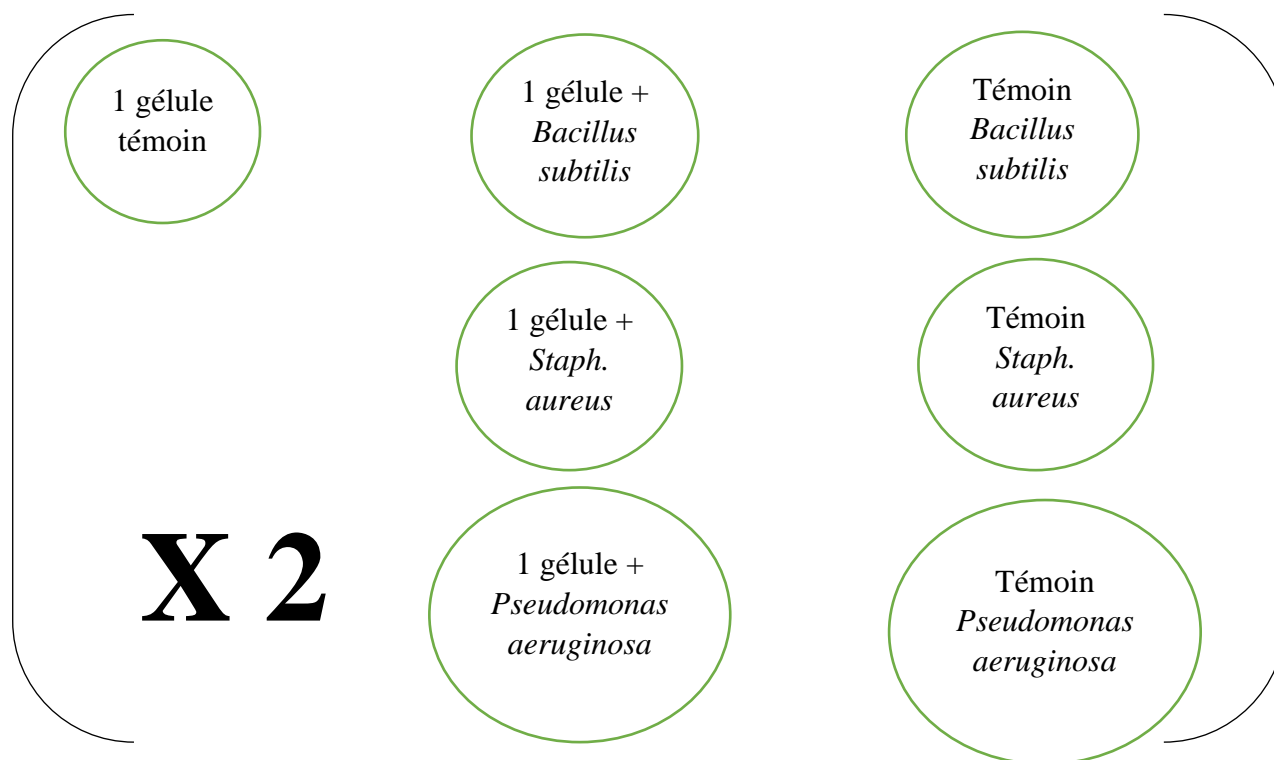 1 gélule
témoin
1 gélule +
Bacillus
subtilis
Témoin
Bacillus
subtilis
1 gélule +
Staph.
aureus
Témoin
Staph.
aureus
X 2
1 gélule +
Pseudomonas
aeruginosa
Témoin
Pseudomonas
aeruginosa